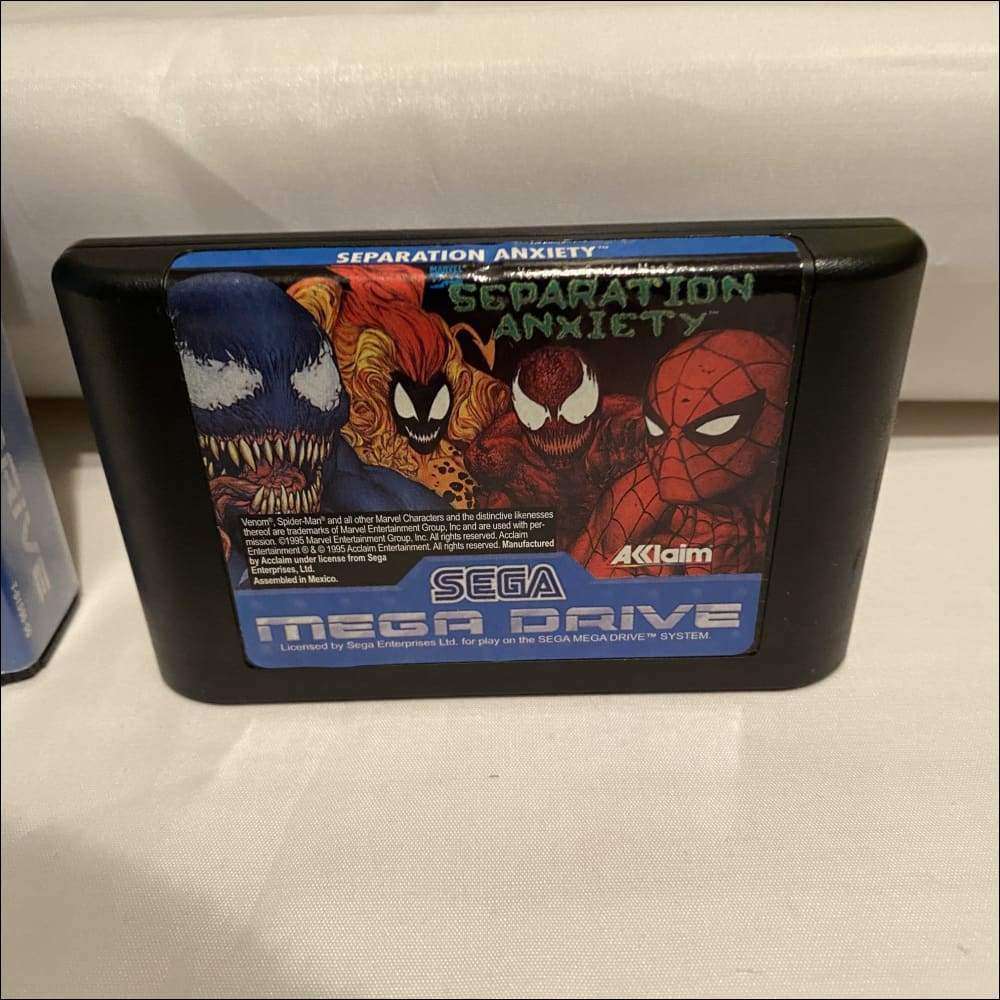 SEPARATION ANXIETY™
MARVEL
SEPARATION
ANXIETY™
Venom®, Spider-Man® and all other Marvel Characters and the distinctive likenesses
thereof are trademarks of Marvel Entertainment Group, Inc and are used with per-
mission. ©1995 Marvel Entertainment Group, Inc. All rights reserved. Acclaim
Entertainment ® & © 1995 Acclaim Entertainment. All rights reserved. Manufactured
by Acclaim under license from Sega
Enterprises, Ltd.
Assembled in Mexico.
AKKlaim
SEGA
MEGA DRIVE
Licensed by Sega Enterprises Ltd. for play on the SEGA MEGA DRIVE™ SYSTEM.